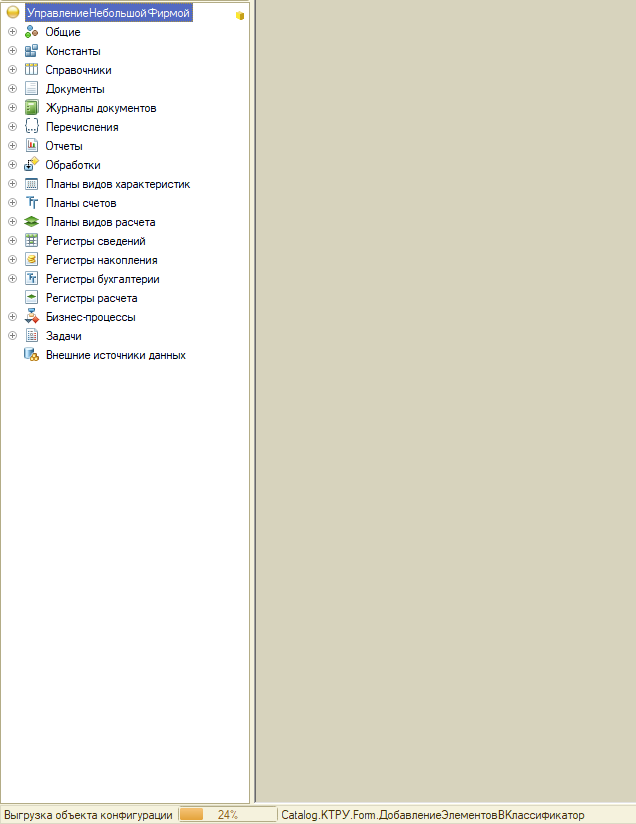 УправлениеНебольшойФирмой
Общие
Константы
Справочники
Документы
Журналы документов
Перечисления
Отчеты
Обработки
Планы видов характеристик
Планы счетов
Планы видов расчета
Регистры сведений
Регистры накопления
Регистры бухгалтерии
Регистры расчета
Бизнес-процессы
Задачи
Внешние источники данных
Выгрузка объекта конфигурации 24% Catalog.КТРУ.Form.ДобавлениеЭлементовВКлассификатор